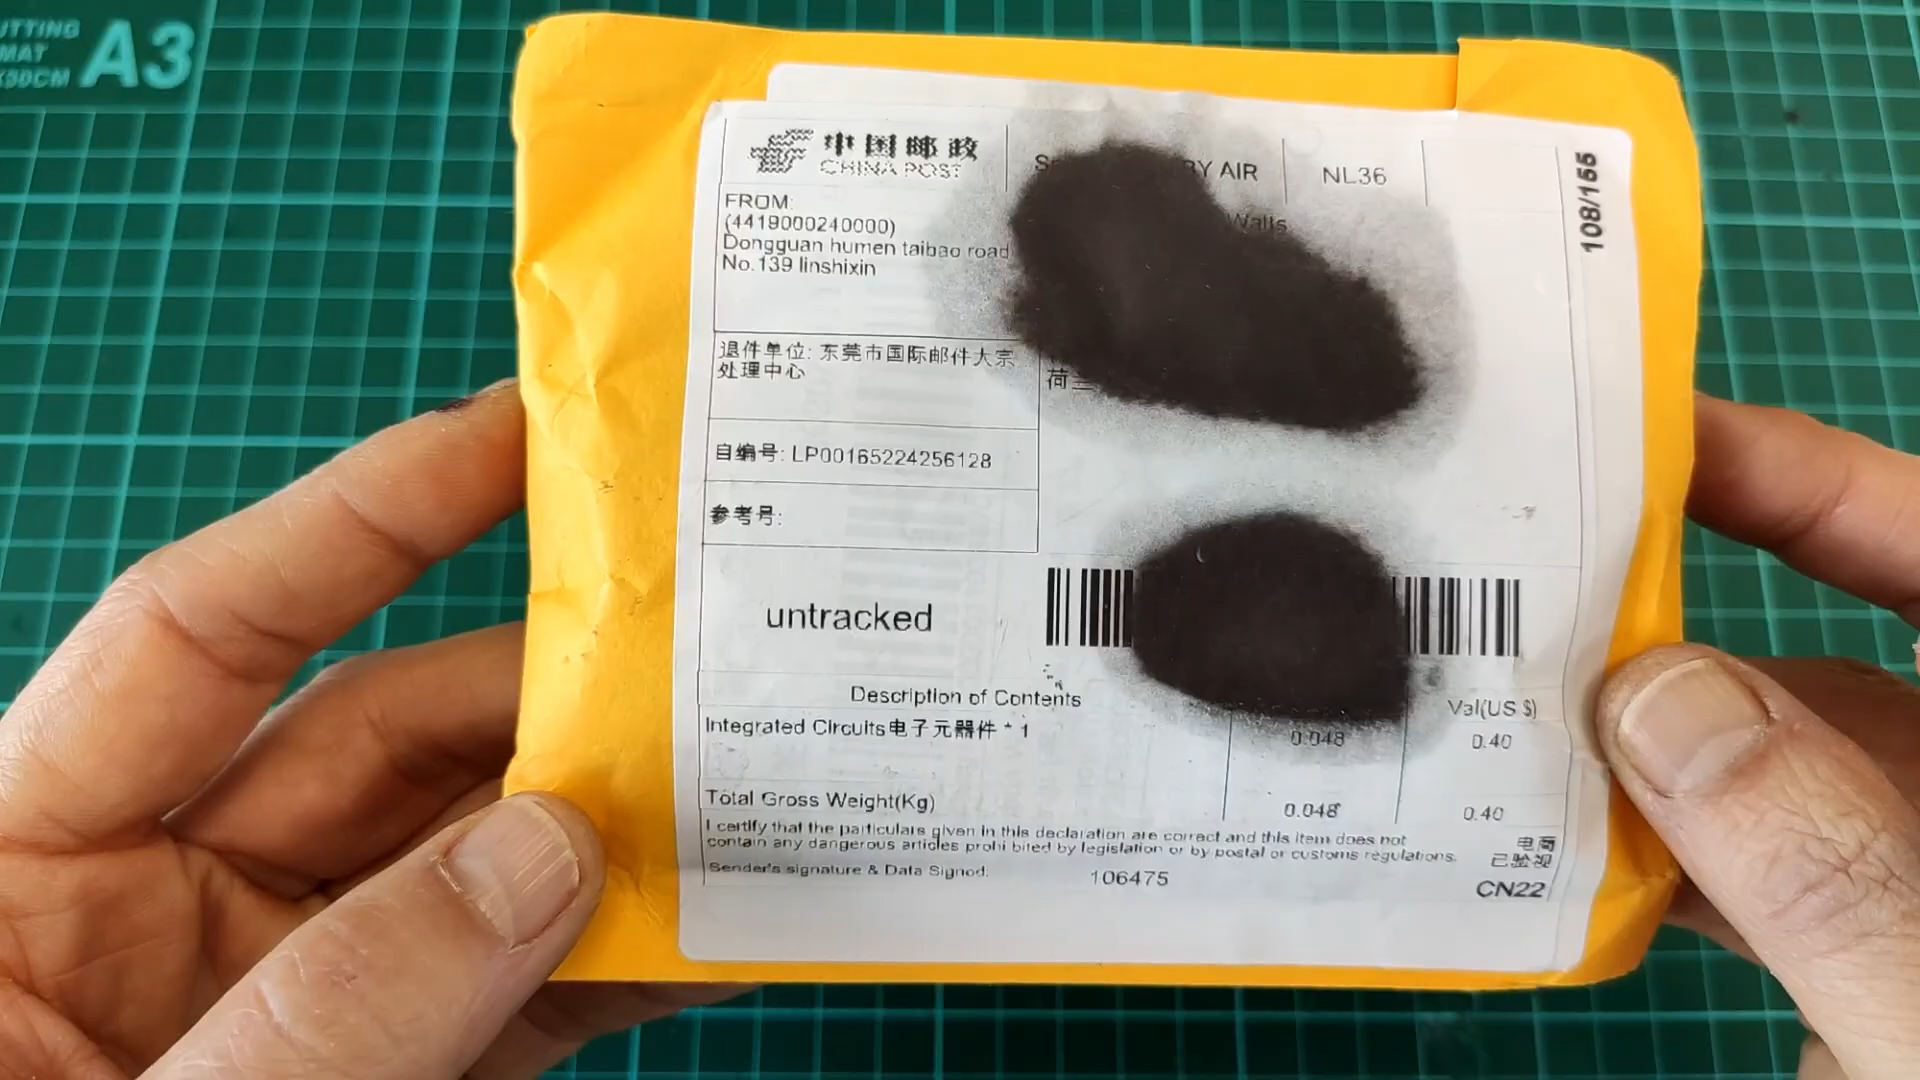 CUTTING
MAT
A3
中国邮政
CHINA POST
BY AIR
NL36
108/155
FROM:
(4419000240000)
Dongguan humen taibao road
No.139 linshixin
Walts
退件单位: 东莞市国际邮件大宗
处理中心
荷
自编号: LP00165224256128
参考号:
untracked
Description of Contents
Val(US $)
Integrated Circuits电子元器件 * 1
0.048
0.40
Total Gross Weight(Kg)
0.048
0.40
I certify that the particulars given in this declaration are correct and this item does not
contain any dangerous articles prohi bited by legislation or by postal or customs regulations.
电商
已验视
Sender's signature & Data Signed:
106475
CN22